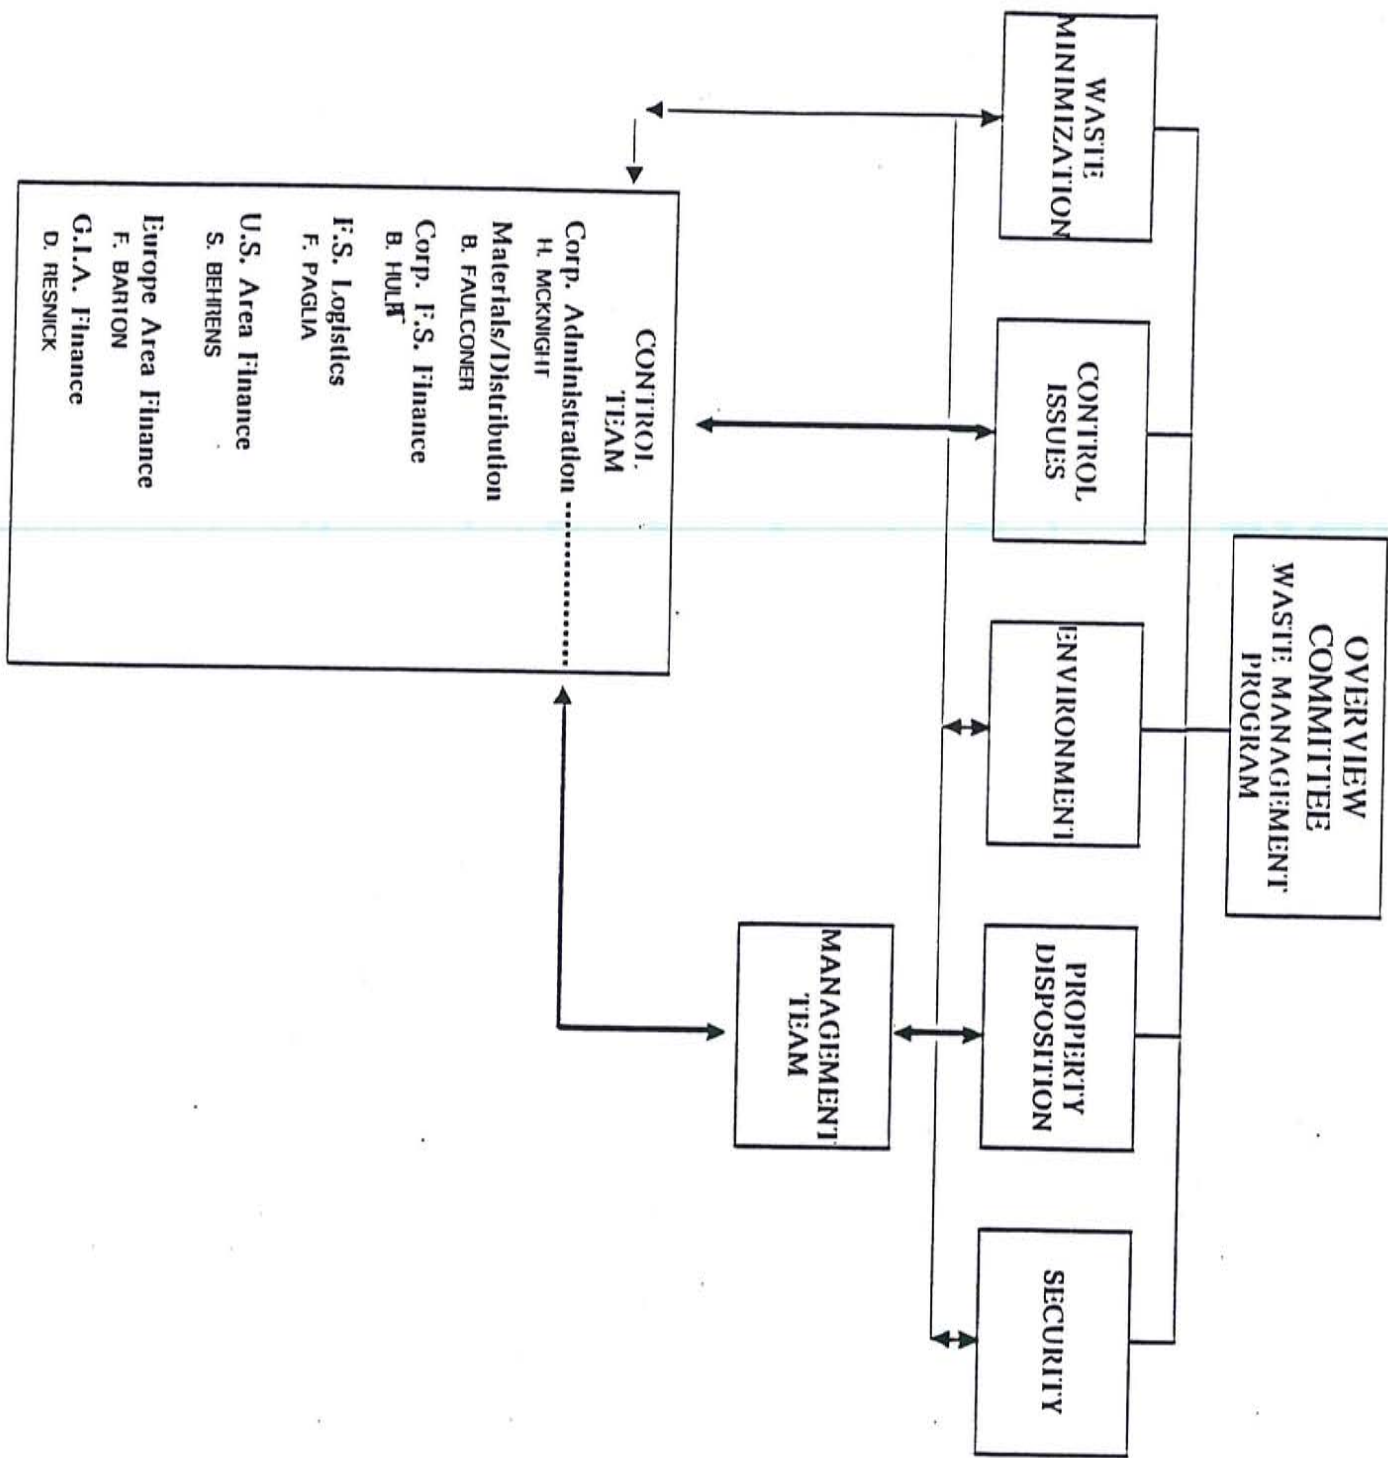 OVERVIEW
COMMITTEE
WASTE MANAGEMENT
PROGRAM
WASTE
MINIMIZATION
CONTROL
ISSUES
ENVIRONMENT
PROPERTY
DISPOSITION
SECURITY
MANAGEMENT
TEAM
CONTROL
TEAM
Corp. Administration ................
H. MCKNIGHT
Materials/Distribution
B. FAULCONER
Corp. F.S. Finance
B.
F.S. Logistics
F. PAGLIA
U.S. Area Finance
S. BEHRENS
Europe Area Finance
F. BARTON
G.I.A. Finance
D. RESNICK